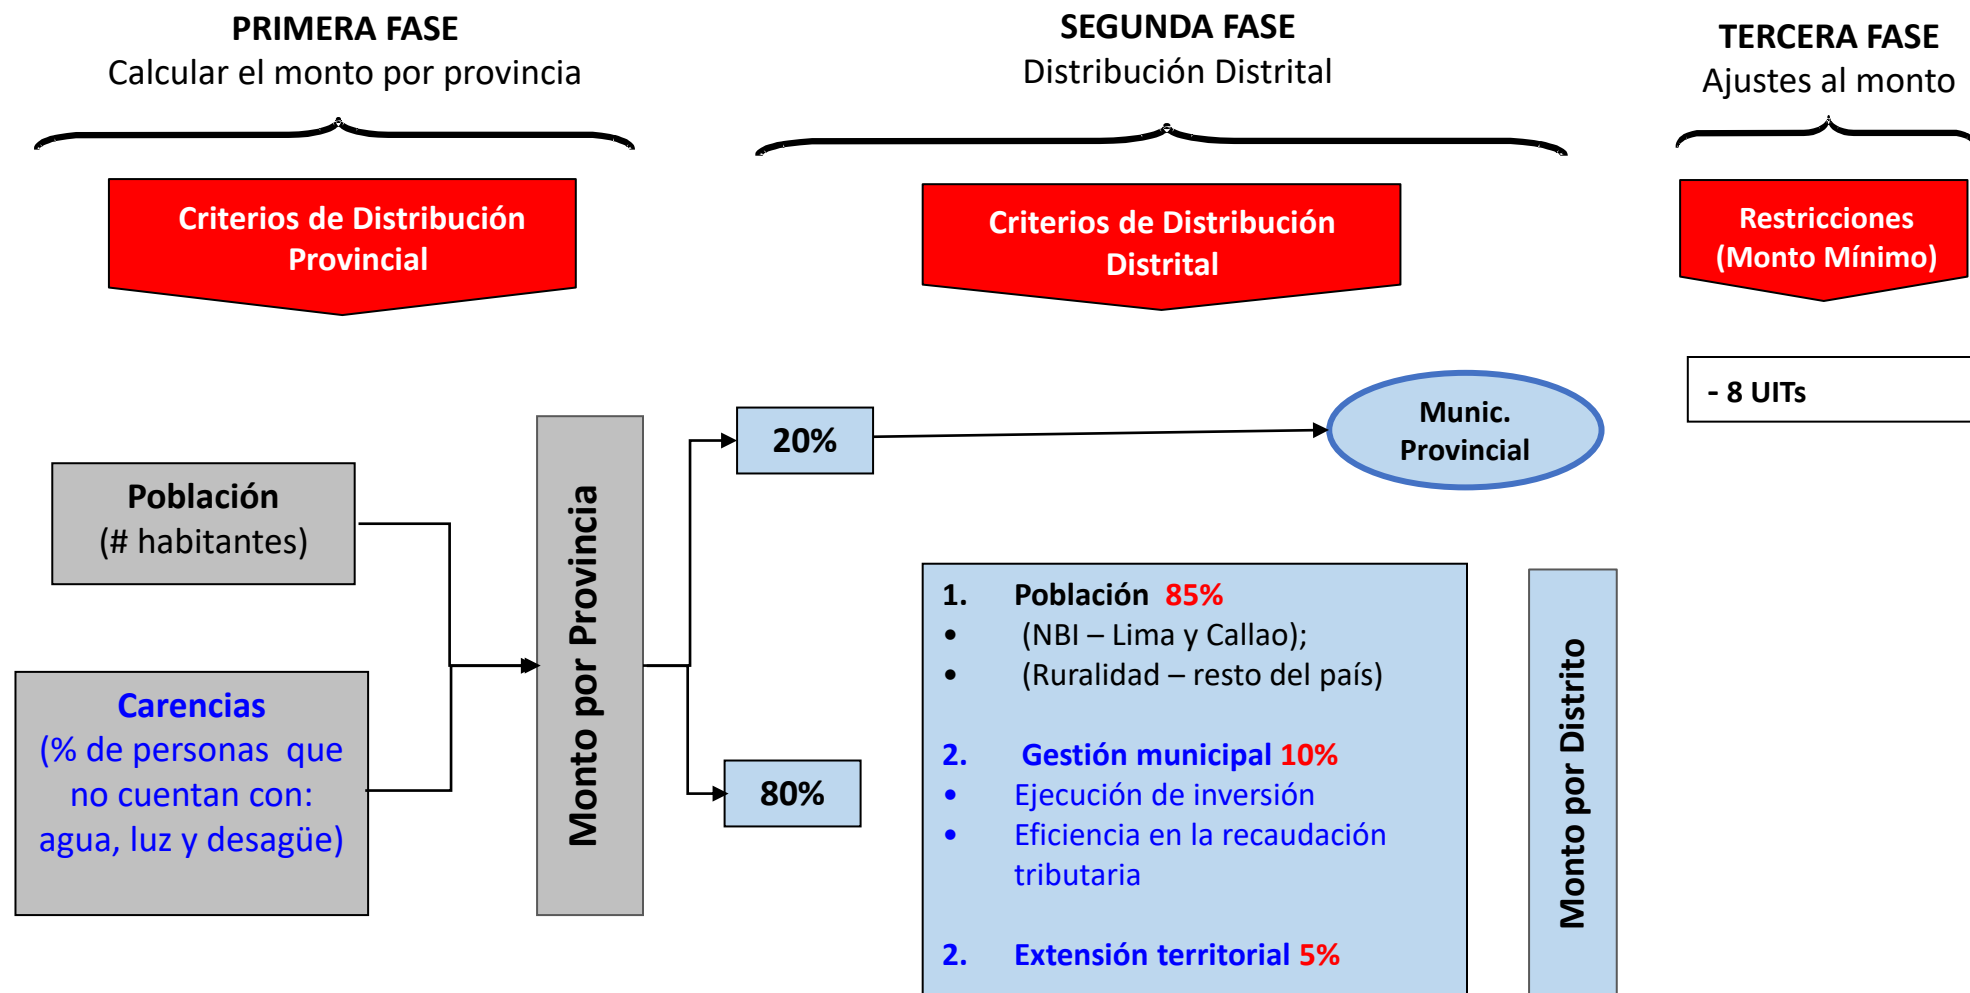 PRIMERA FASE
Calcular el monto por provincia
Criterios de Distribución
Provincial
Población
(# habitantes)
Carencias
(% de personas que
no cuentan con:
agua, luz y desagüe)
Monto por Provincia
SEGUNDA FASE
Distribución Distrital
Criterios de Distribución
Distrital
20%
Munic.
Provincial
80%
1. Población 85%
• (NBI – Lima y Callao);
• (Ruralidad – resto del país)
2. Gestión municipal 10%
• Ejecución de inversión
• Eficiencia en la recaudación
tributaria
2. Extensión territorial 5%
Monto por Distrito
TERCERA FASE
Ajustes al monto
Restricciones
(Monto Mínimo)
- 8 UITs